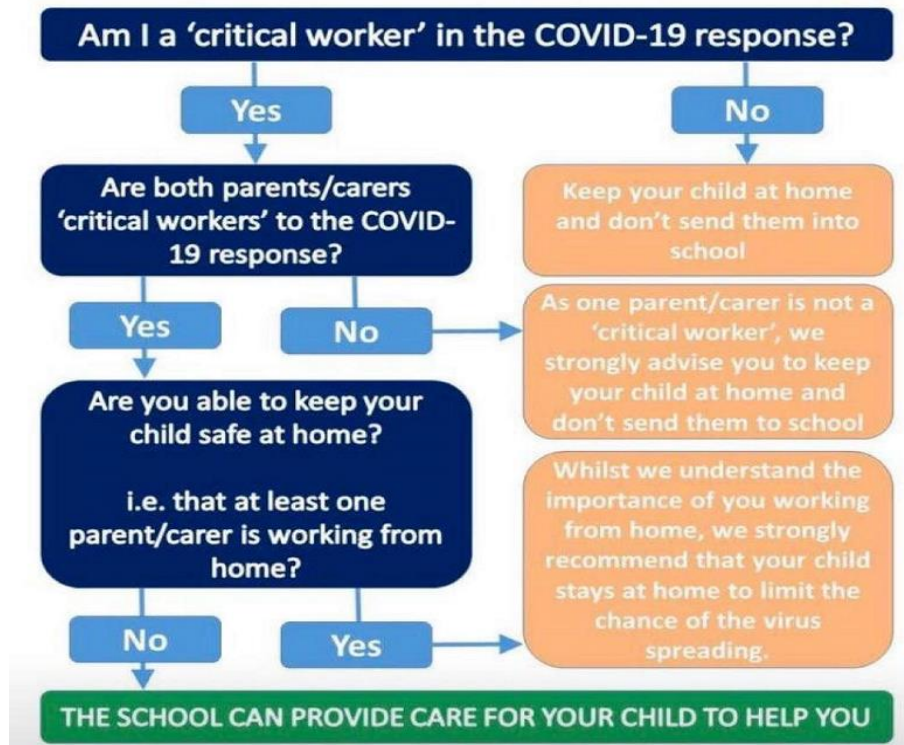 Am I a ‘critical worker’ in the COVID-19 response?
Yes
No
Are both parents/carers
‘critical workers’ to the COVID-
19 response?
Keep your child at home
and don’t send them into
school
Yes
No
As one parent/carer is not a
‘critical worker’, we
strongly advise you to keep
your child at home and
don’t send them to school
Are you able to keep your
child safe at home?
i.e. that at least one
parent/carer is working from
home?
Whilst we understand the
importance of you working
from home, we strongly
recommend that your child
stays at home to limit the
chance of the virus
spreading.
No
Yes
THE SCHOOL CAN PROVIDE CARE FOR YOUR CHILD TO HELP YOU